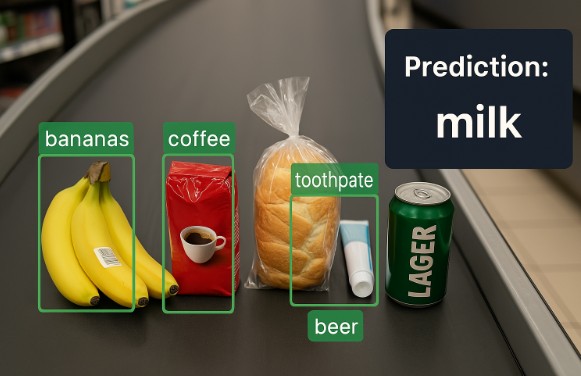 bananas
coffee
toothpate
beer
Prediction:
milk
LAGER